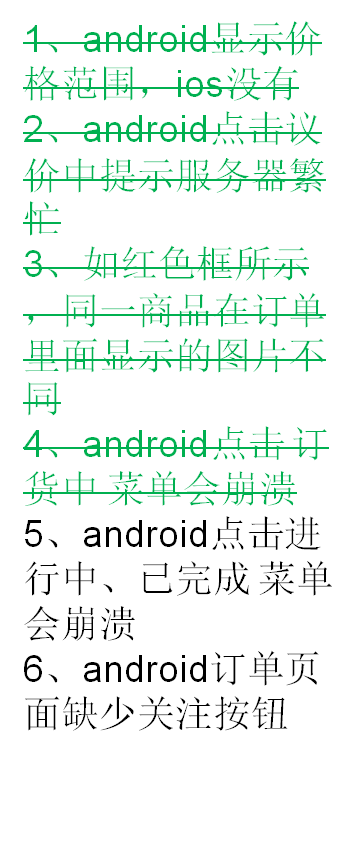 1、android显示价
格范围，ios没有
2、android点击议
价中提示服务器繁
忙
3、如红色框所示
，同一商品在订单
里面显示的图片不
同
4、android点击 订
货中 菜单会崩溃
5、android点击进
行中、已完成 菜单
会崩溃
6、android订单页
面缺少关注按钮